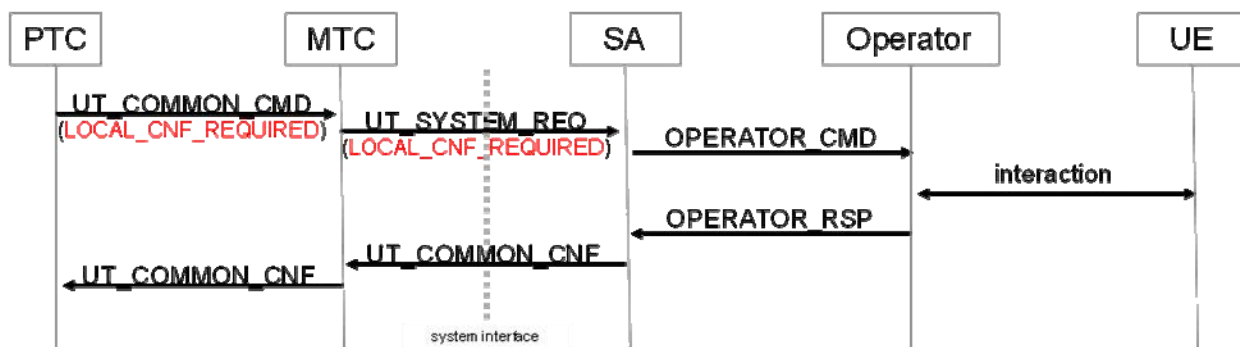 PTC MTC SA Operator UE
UT_COMMON_CMD
(LOCAL_CNF_REQUIRED)
UT_SYSTEM_REQ
(LOCAL_CNF_REQUIRED)
OPERATOR_CMD
interaction
OPERATOR_RSP
UT_COMMON_CNF
UT_COMMON_CNF
system interface